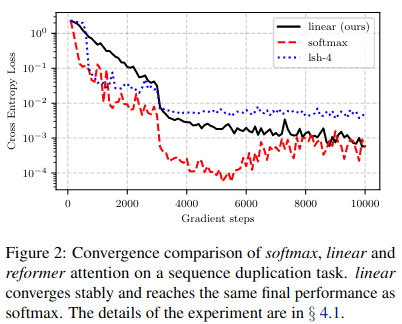 linear (ours)
softmax
lsh-4
Cross Entropy Loss
10⁰
10⁻¹
10⁻²
10⁻³
10⁻⁴
0 2000 4000 6000 8000 10000
Gradient steps
Figure 2: Convergence comparison of softmax, linear and
reformer attention on a sequence duplication task. linear
converges stably and reaches the same final performance as
softmax. The details of the experiment are in § 4.1.